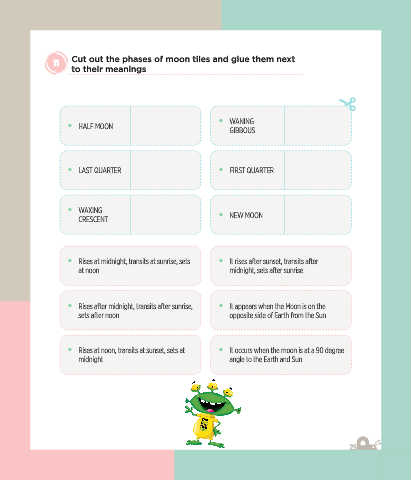 Cut out the phases of moon tiles and glue them next
to their meanings
HALF MOON
WANING
GIBBOUS
LAST QUARTER
FIRST QUARTER
WAXING
CRESCENT
NEW MOON
Rises at midnight, transits at sunrise, sets
at noon
It rises after sunset, transits after
midnight, sets after sunrise
Rises after midnight, transits after sunrise,
sets after noon
It appears when the Moon is on the
opposite side of Earth from the Sun
Rises at noon, transits at sunset, sets at
midnight
It occurs when the moon is at a 90 degree
angle to the Earth and Sun